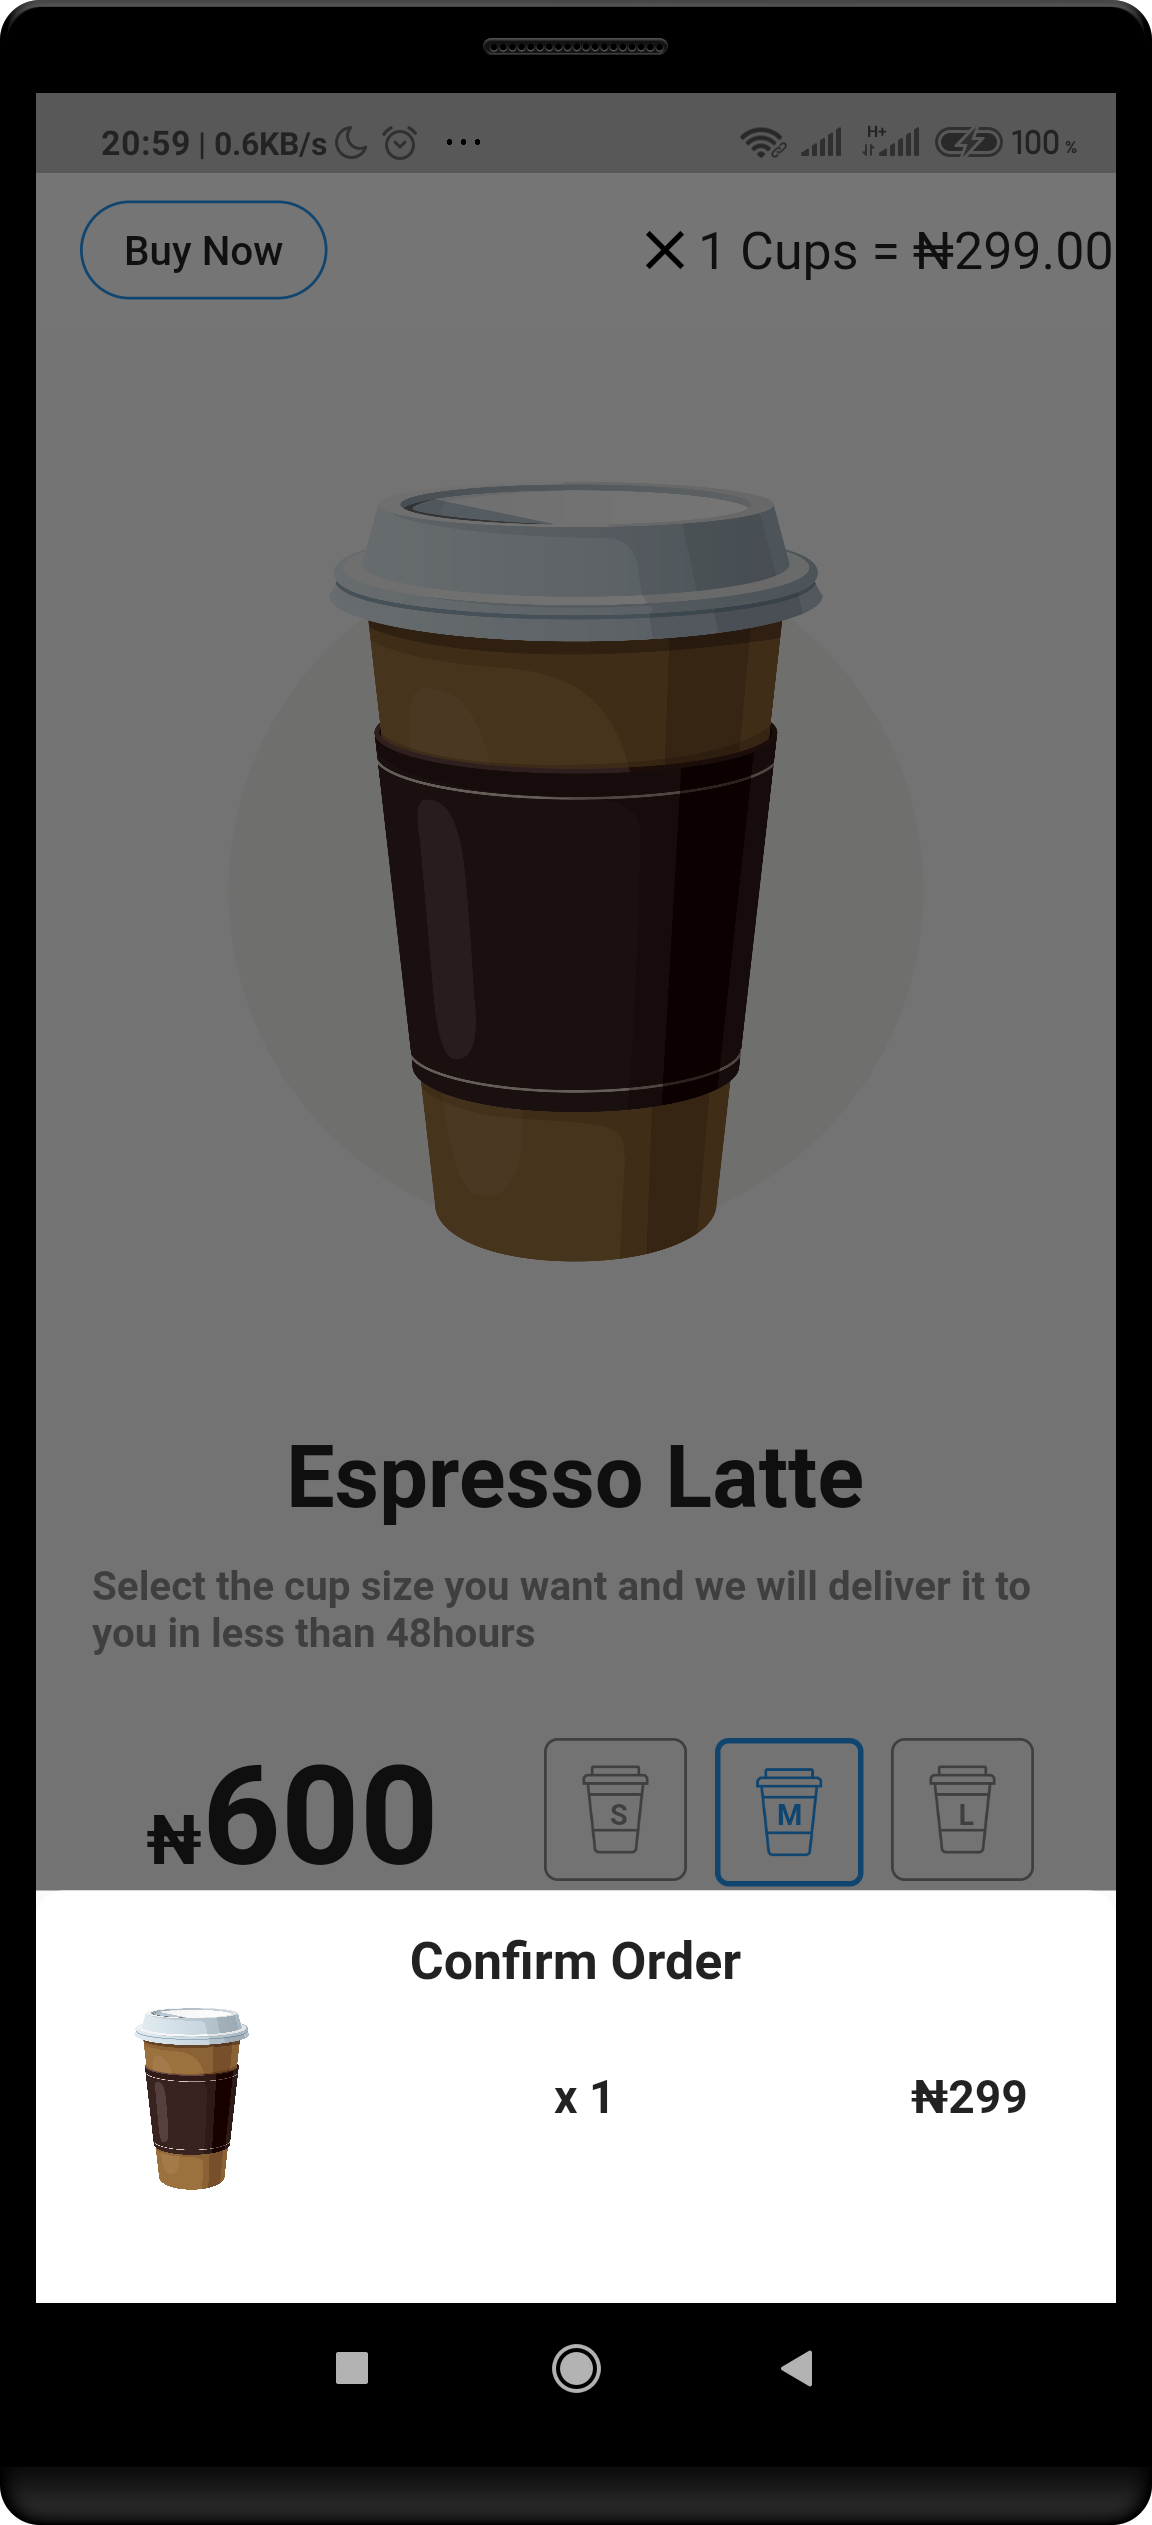 20:59 | 0.6KB/s ... H+ 100 %
Buy Now
1 Cups = ₦299.00
Espresso Latte
Select the cup size you want and we will deliver it to
you in less than 48hours
₦600
S M L
Confirm Order
x 1 ₦299